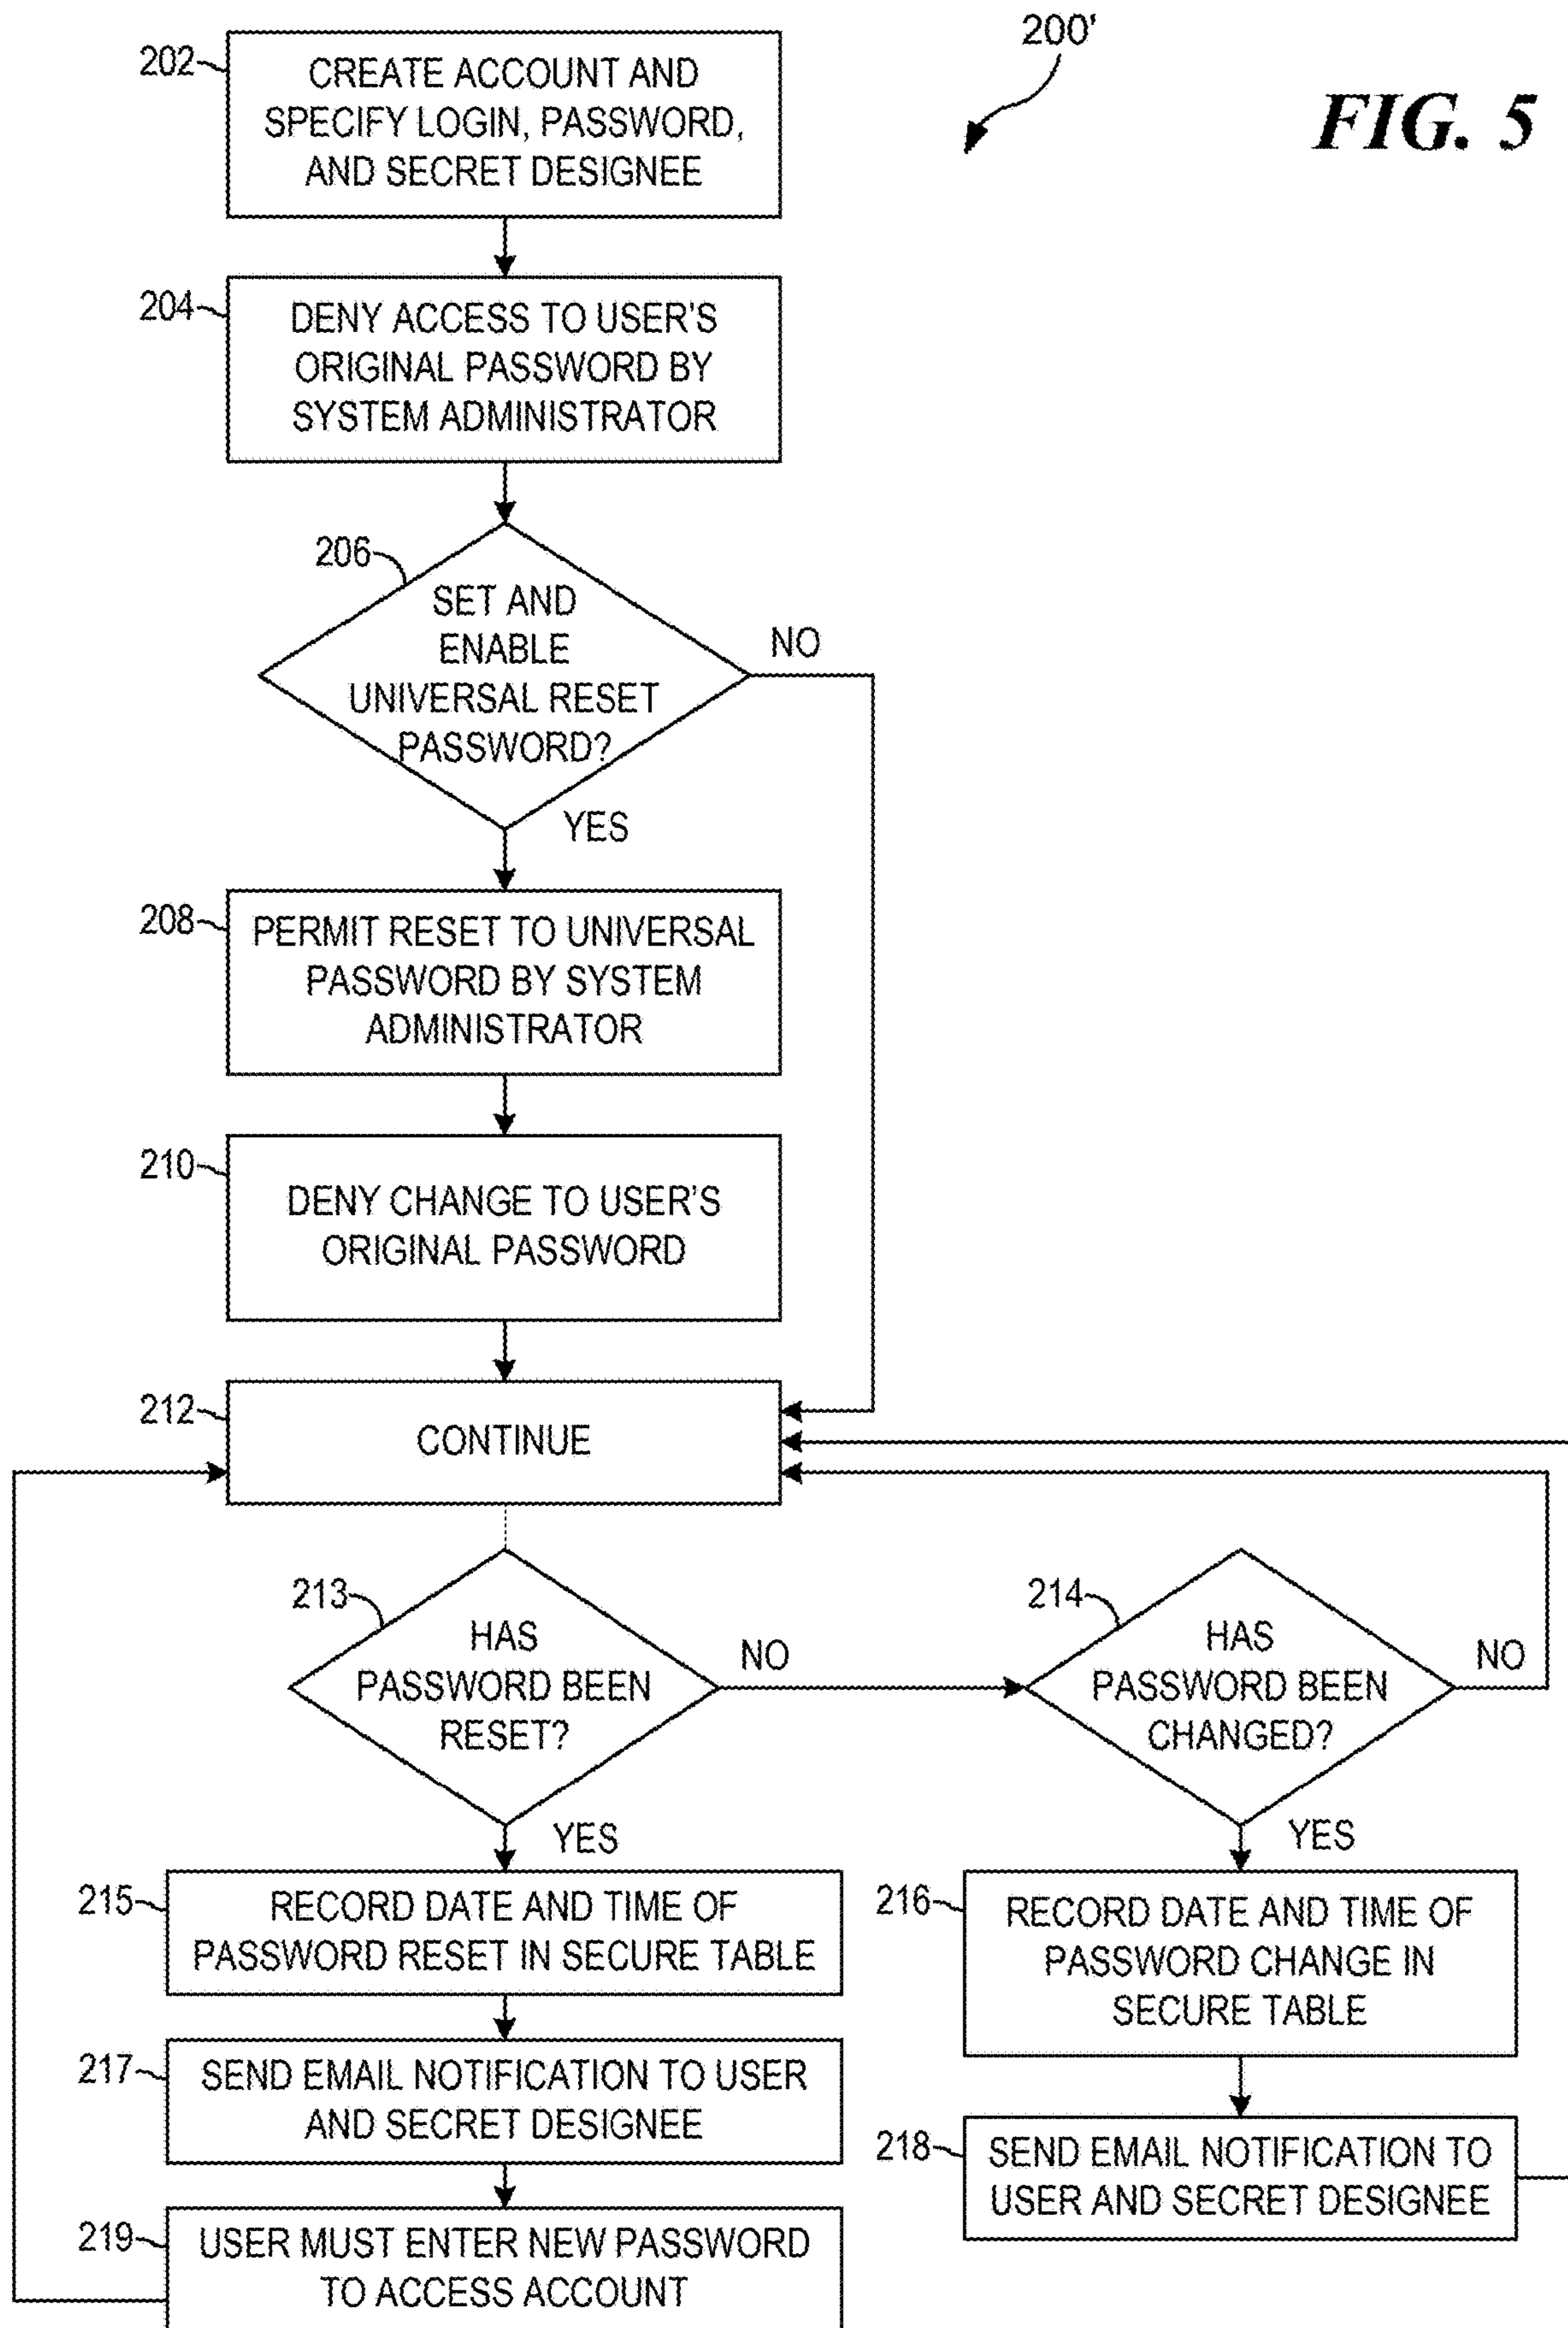 200'
FIG. 5
202
CREATE ACCOUNT AND
SPECIFY LOGIN, PASSWORD,
AND SECRET DESIGNEE
204
DENY ACCESS TO USER'S
ORIGINAL PASSWORD BY
SYSTEM ADMINISTRATOR
206
SET AND
ENABLE
UNIVERSAL RESET
PASSWORD?
NO
YES
208
PERMIT RESET TO UNIVERSAL
PASSWORD BY SYSTEM
ADMINISTRATOR
210
DENY CHANGE TO USER'S
ORIGINAL PASSWORD
212
CONTINUE
213
HAS
PASSWORD BEEN
RESET?
NO
YES
214
HAS
PASSWORD BEEN
CHANGED?
NO
YES
215
RECORD DATE AND TIME OF
PASSWORD RESET IN SECURE TABLE
216
RECORD DATE AND TIME OF
PASSWORD CHANGE IN
SECURE TABLE
217
SEND EMAIL NOTIFICATION TO USER
AND SECRET DESIGNEE
218
SEND EMAIL NOTIFICATION TO
USER AND SECRET DESIGNEE
219
USER MUST ENTER NEW PASSWORD
TO ACCESS ACCOUNT